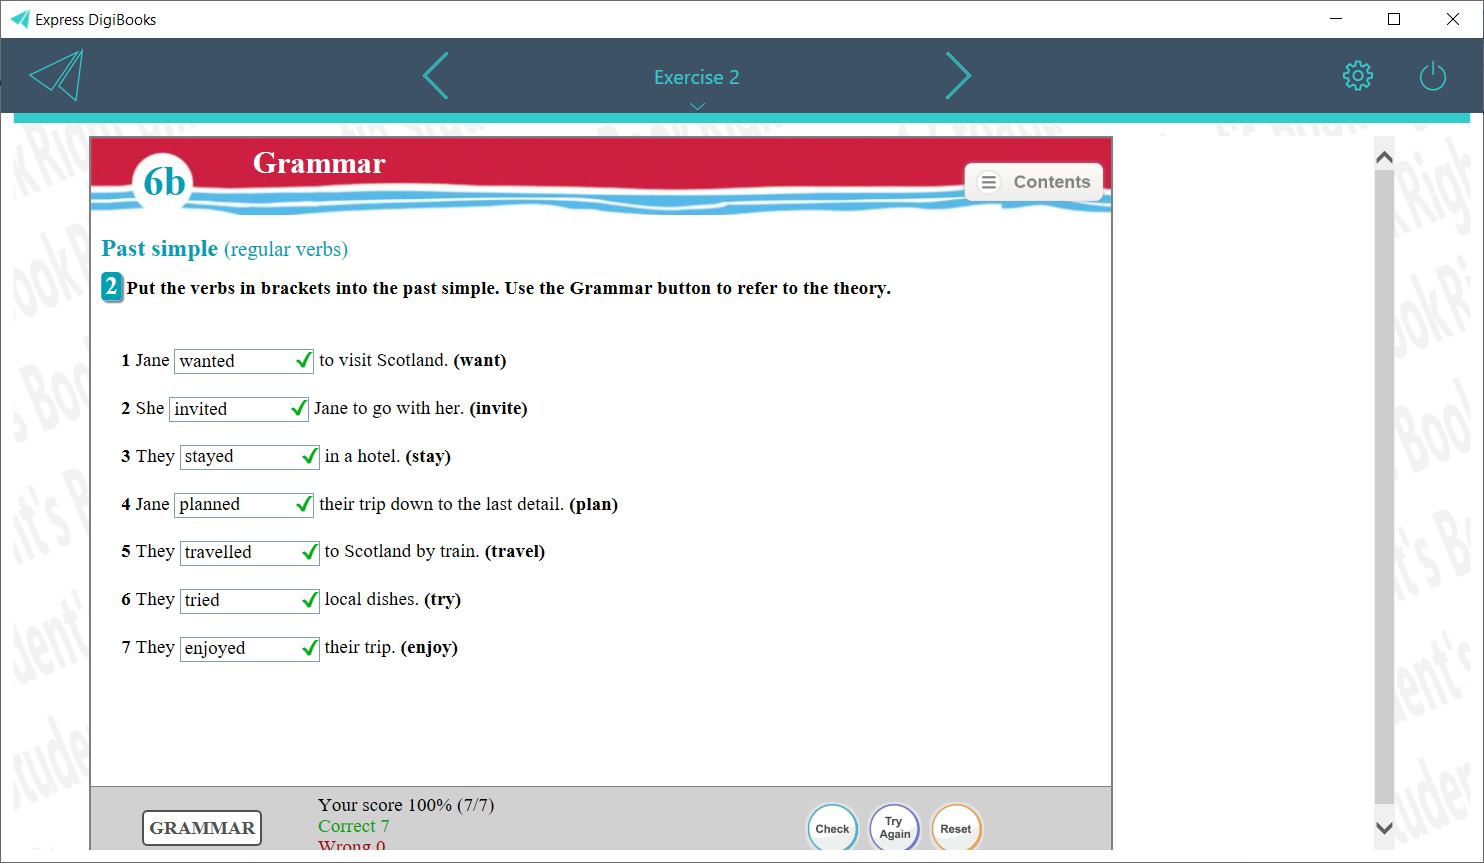 Express DigiBooks
Exercise 2
6b Grammar
Contents
Past simple (regular verbs)
2 Put the verbs in brackets into the past simple. Use the Grammar button to refer to the theory.
1 Jane wanted to visit Scotland. (want)
2 She invited Jane to go with her. (invite)
3 They stayed in a hotel. (stay)
4 Jane planned their trip down to the last detail. (plan)
5 They travelled to Scotland by train. (travel)
6 They tried local dishes. (try)
7 They enjoyed their trip. (enjoy)
GRAMMAR
Your score 100% (7/7)
Correct 7
Wrong 0
Check
Try
Again
Reset